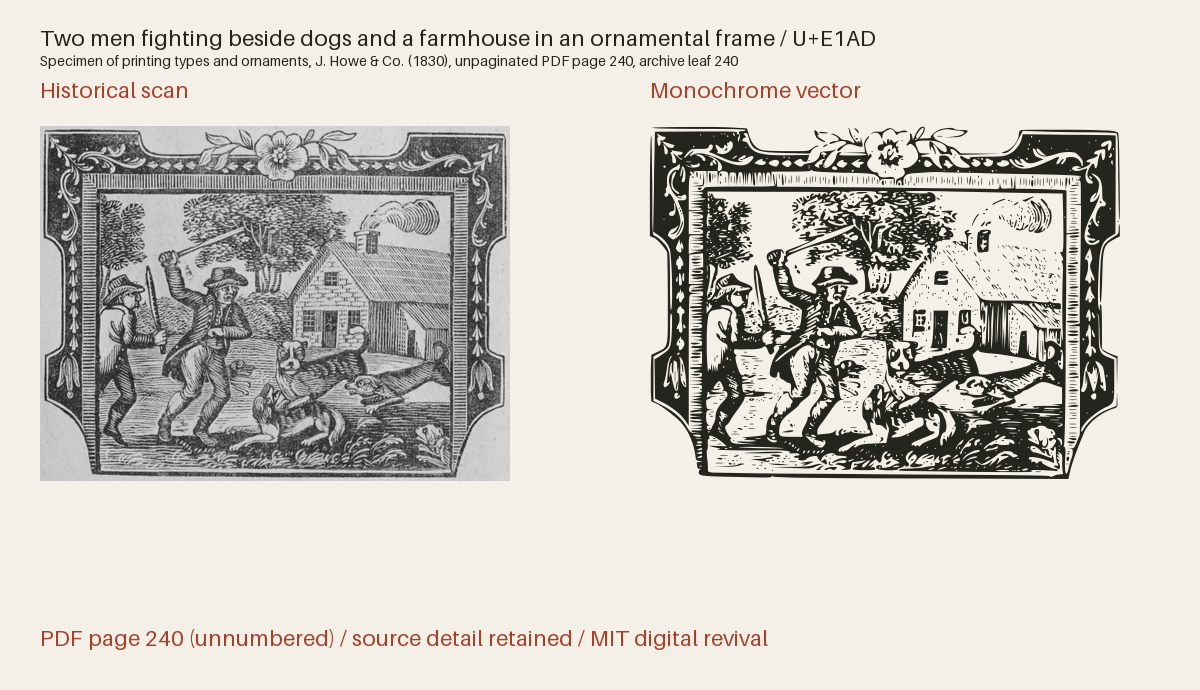 Two men fighting beside dogs and a farmhouse in an ornamental frame / U+E1AD
Specimen of printing types and ornaments, J. Howe & Co. (1830), unpaginated PDF page 240, archive leaf 240
Historical scan
Monochrome vector
PDF page 240 (unnumbered) / source detail retained / MIT digital revival